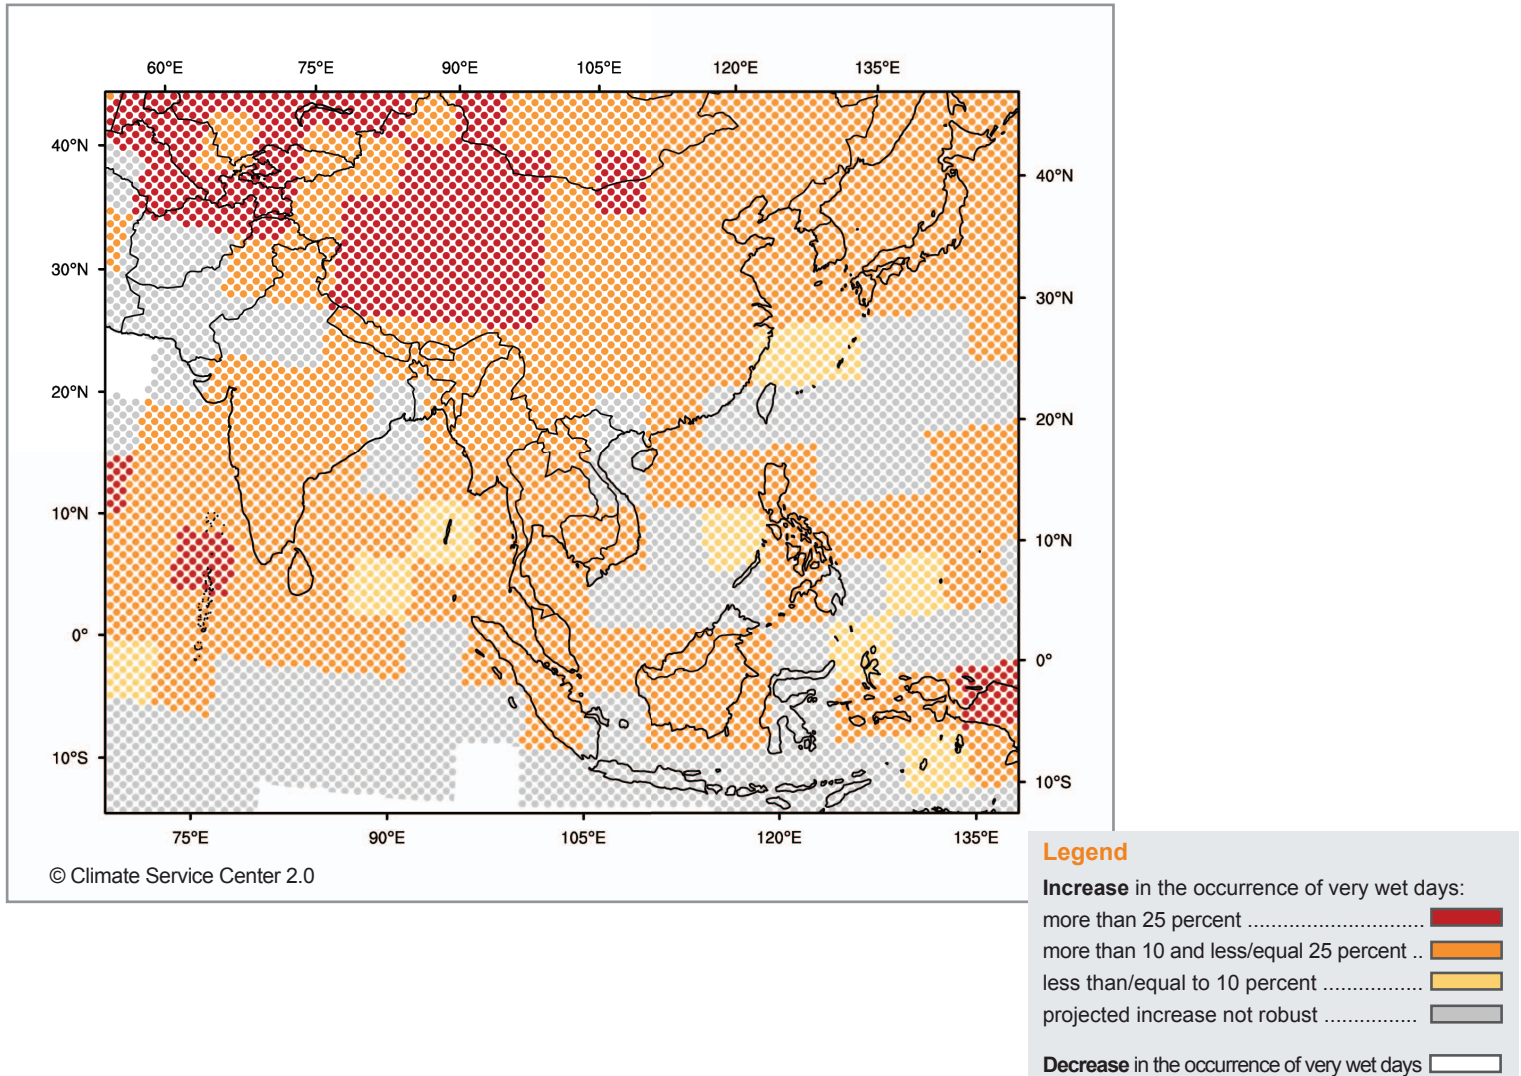 60°E 75°E 90°E 105°E 120°E 135°E
40°N
40°N
30°N
30°N
20°N
20°N
10°N
10°N
0°
0°
10°S
10°S
75°E 90°E 105°E 120°E 135°E
© Climate Service Center 2.0
Legend
Increase in the occurrence of very wet days:
more than 25 percent ..............................
more than 10 and less/equal 25 percent ..
less than/equal to 10 percent .................
projected increase not robust ................
Decrease in the occurrence of very wet days